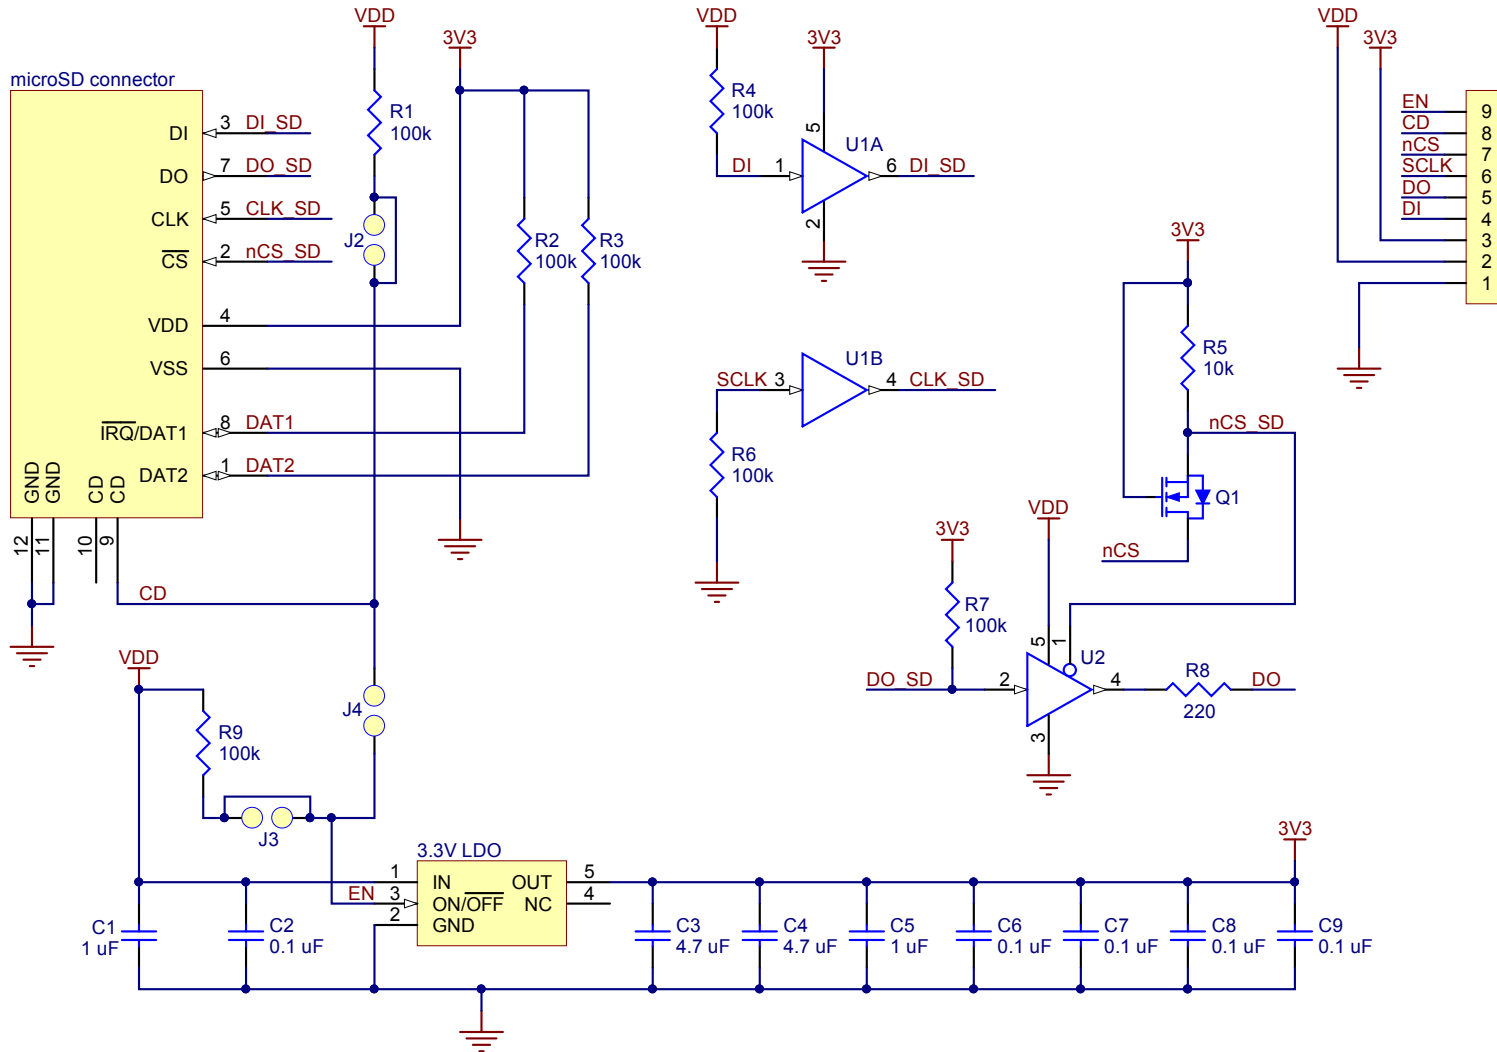 microSD connector
DI
3
DI_SD
DO
7
DO_SD
CLK
5
CLK_SD
CS
2
nCS_SD
VDD
4
VSS
6
IRQ/DAT1
8
DAT1
DAT2
1
DAT2
GND
GND
CD
CD
12
11
10
9
CD
VDD
R1
100k
J2
3V3
R2
100k
R3
100k
VDD
R4
100k
DI
1
3V3
5
U1A
2
6
DI_SD
SCLK
3
U1B
4
CLK_SD
R6
100k
VDD
3V3
EN
9
CD
8
nCS
7
SCLK
6
DO
5
DI
4
3
2
1
3V3
R5
10k
nCS_SD
Q1
nCS
3V3
R7
100k
DO_SD
2
VDD
5
1
U2
3
4
R8
220
DO
VDD
R9
100k
J4
J3
3.3V LDO
1
IN
OUT
5
EN
3
ON/OFF
NC
4
2
GND
3V3
C1
1 uF
C2
0.1 uF
C3
4.7 uF
C4
4.7 uF
C5
1 uF
C6
0.1 uF
C7
0.1 uF
C8
0.1 uF
C9
0.1 uF